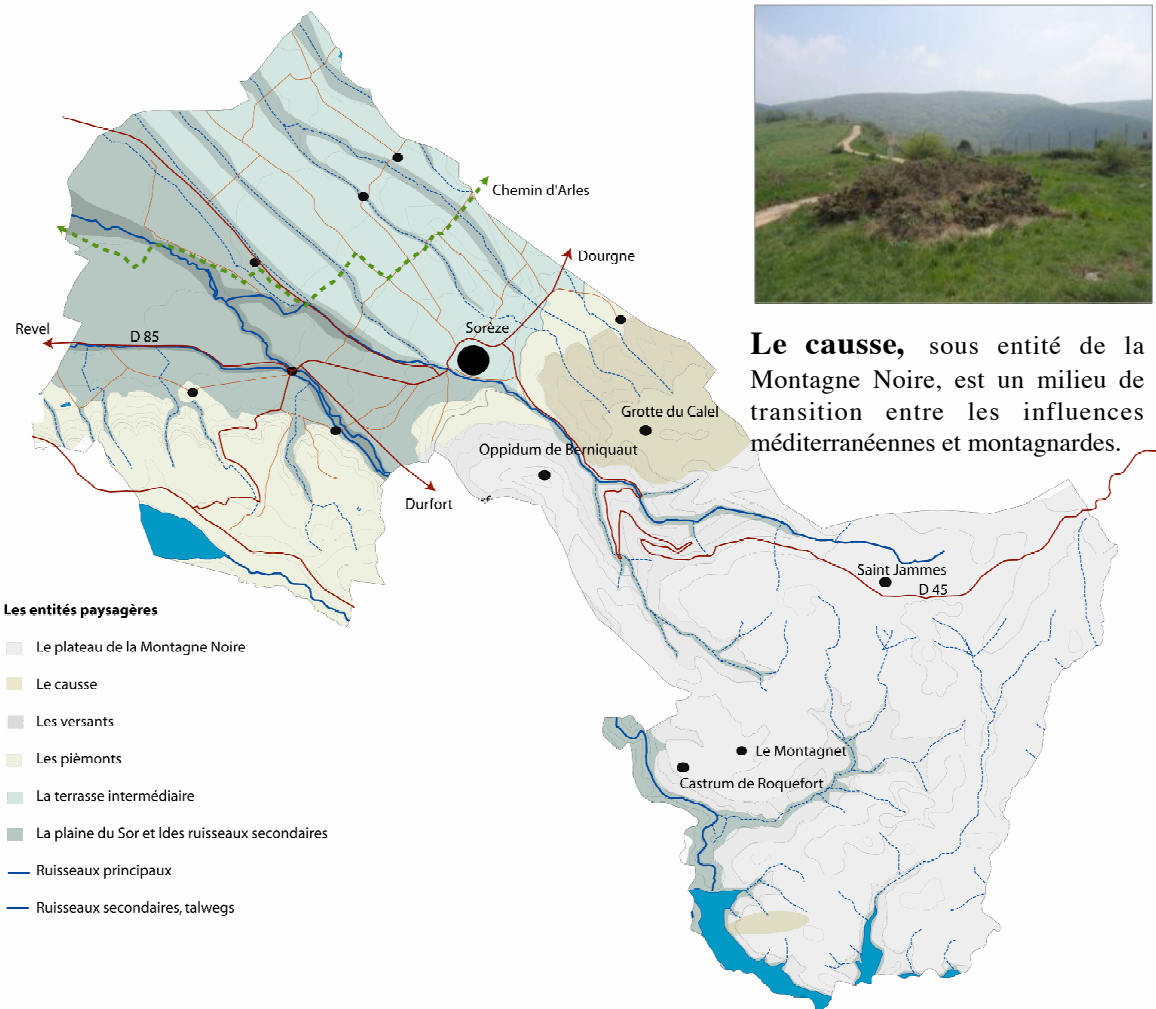 Chemin d'Arles
Dourgne
Revel
D 85
Sorèze
Grotte du Calel
Oppidum de Berniquaut
Durfort
Saint Jammes
D 45
Le Montagnet
Castrum de Roquefort
Le causse, sous entité de la
Montagne Noire, est un milieu de
transition entre les influences
méditerranéennes et montagnardes.
Les entités paysagères
Le plateau de la Montagne Noire
Le causse
Les versants
Les pièmonts
La terrasse intermédiaire
La plaine du Sor et ldes ruisseaux secondaires
Ruisseaux principaux
Ruisseaux secondaires, talwegs